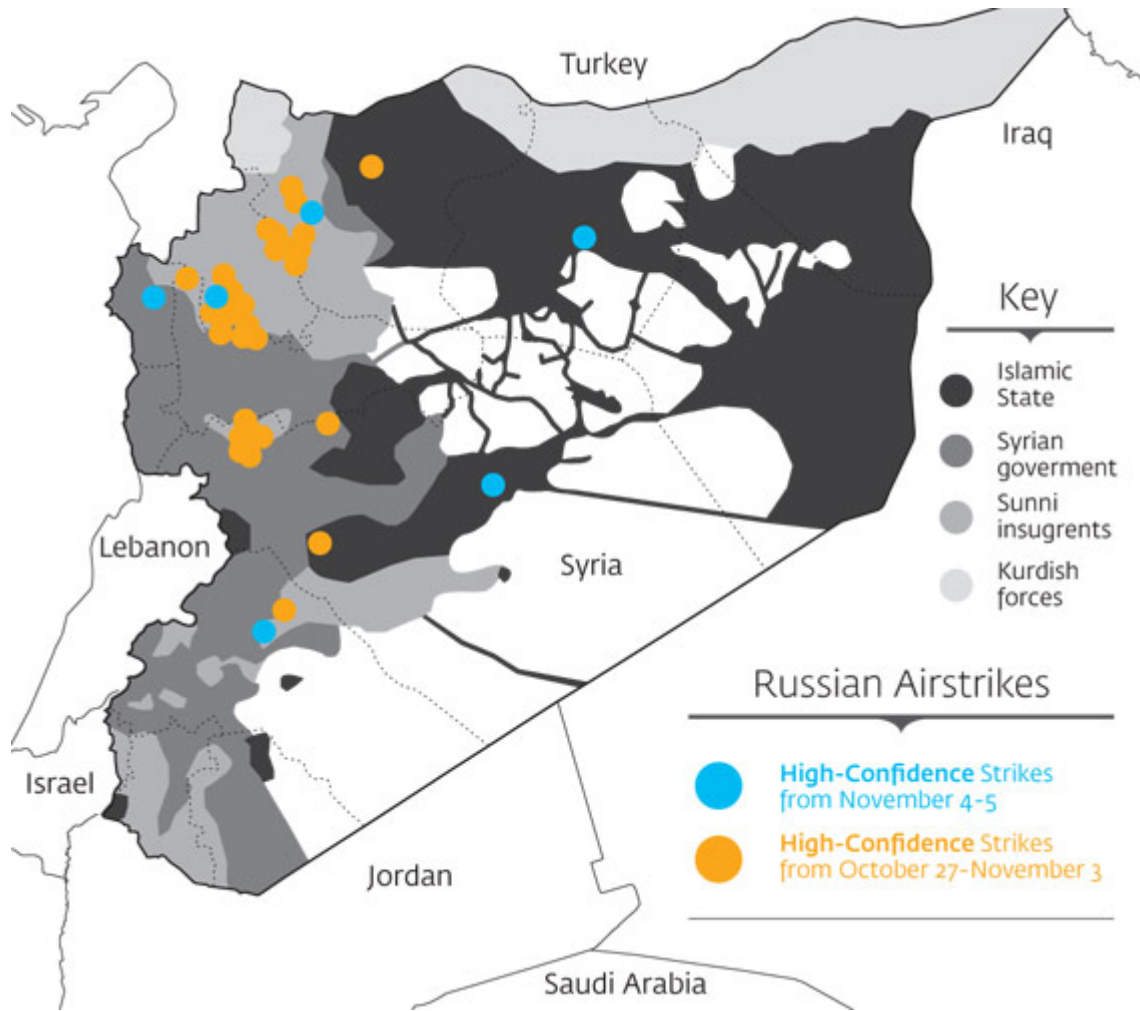 Turkey
Iraq
Key
Islamic
State
Syrian
goverment
Sunni
insugrents
Kurdish
forces
Lebanon
Syria
Israel
Jordan
Saudi Arabia
Russian Airstrikes
High-Confidence Strikes
from November 4-5
High-Confidence Strikes
from October 27-November 3